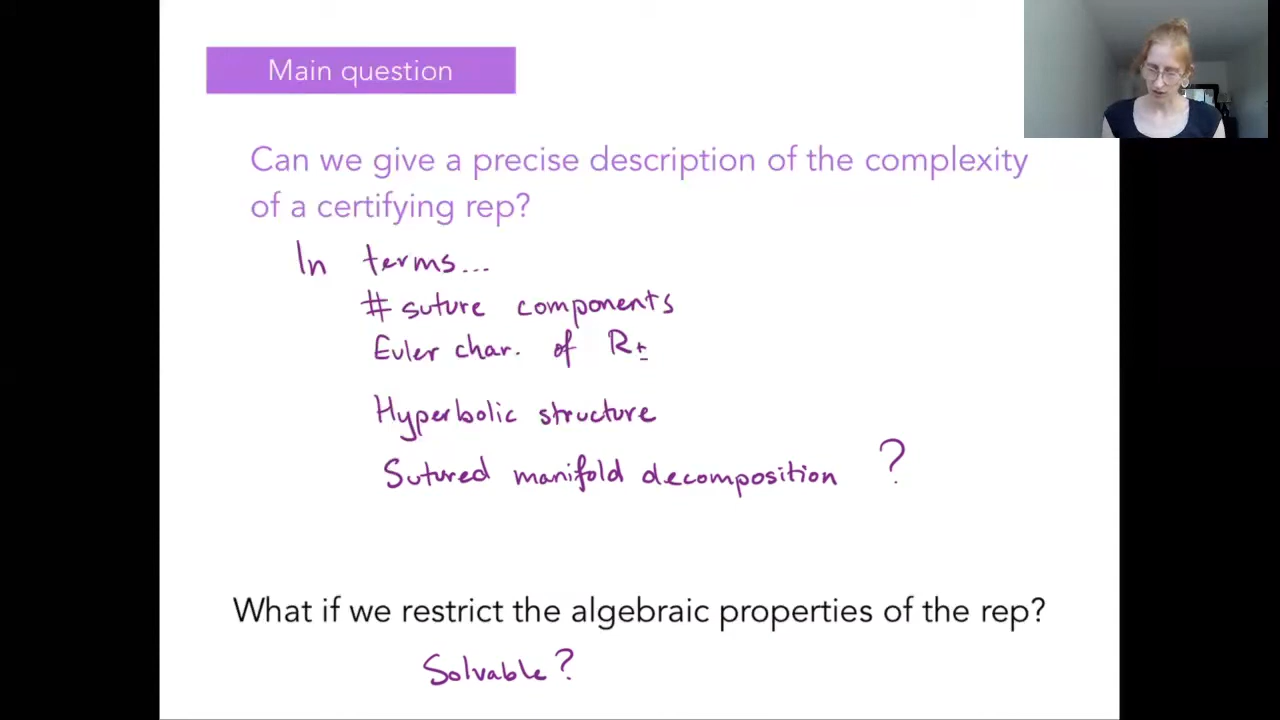 Main question
Can we give a precise description of the complexity
of a certifying rep?
In terms...
# suture components
Euler char. of R±
Hyperbolic structure
Sutured manifold decomposition ?
What if we restrict the algebraic properties of the rep?
Solvable?